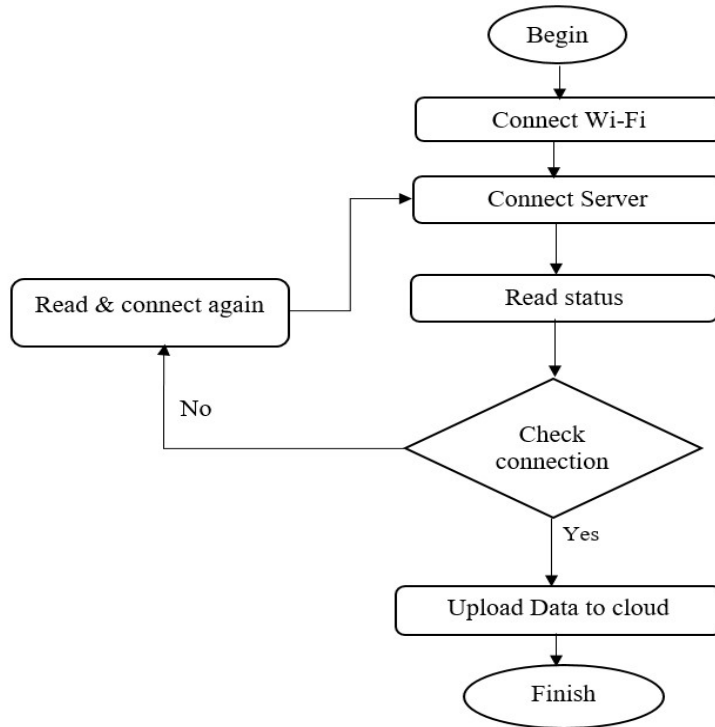 Begin
Connect Wi-Fi
Connect Server
Read & connect again
Read status
No
Check
connection
Yes
Upload Data to cloud
Finish